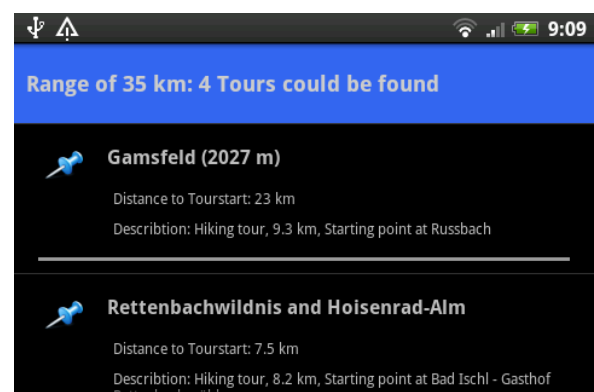 9:09
Range of 35 km: 4 Tours could be found
Gamsfeld (2027 m)
Distance to Tourstart: 23 km
Describtion: Hiking tour, 9.3 km, Starting point at Russbach
Rettenbachwildnis and Hoisenrad-Alm
Distance to Tourstart: 7.5 km
Describtion: Hiking tour, 8.2 km, Starting point at Bad Ischl - Gasthof